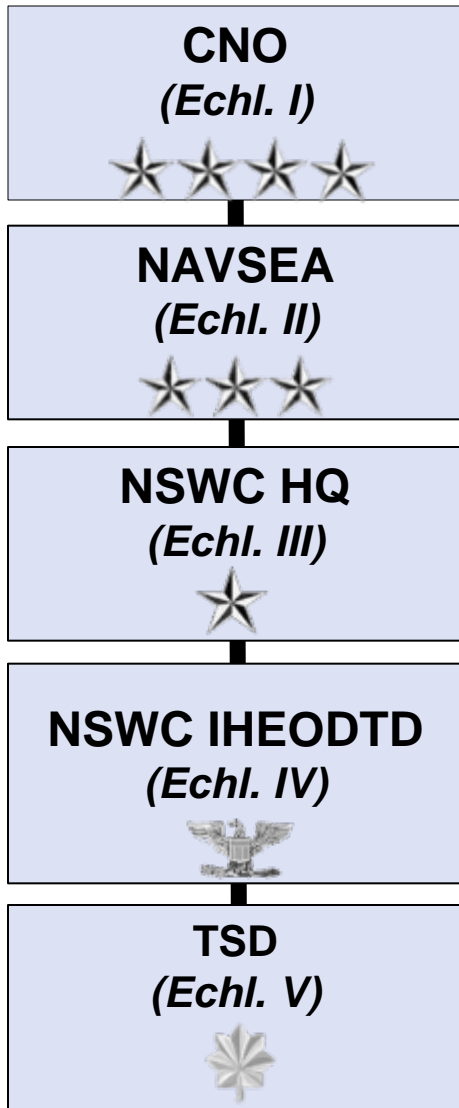 CNO
(Echl. I)
NAVSEA
(Echl. II)
NSWC HQ
(Echl. III)
NSWC IHEODTD
(Echl. IV)
TSD
(Echl. V)